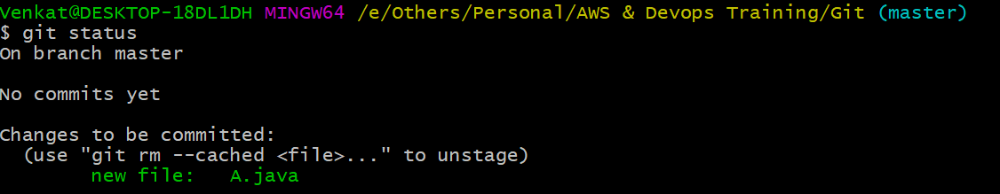 Venkat@DESKTOP-18DL1DH MINGW64 /e/Others/Personal/AWS & Devops Training/Git (master)
$ git status
On branch master
No commits yet
Changes to be committed:
(use "git rm --cached <file>..." to unstage)
new file:   A.java